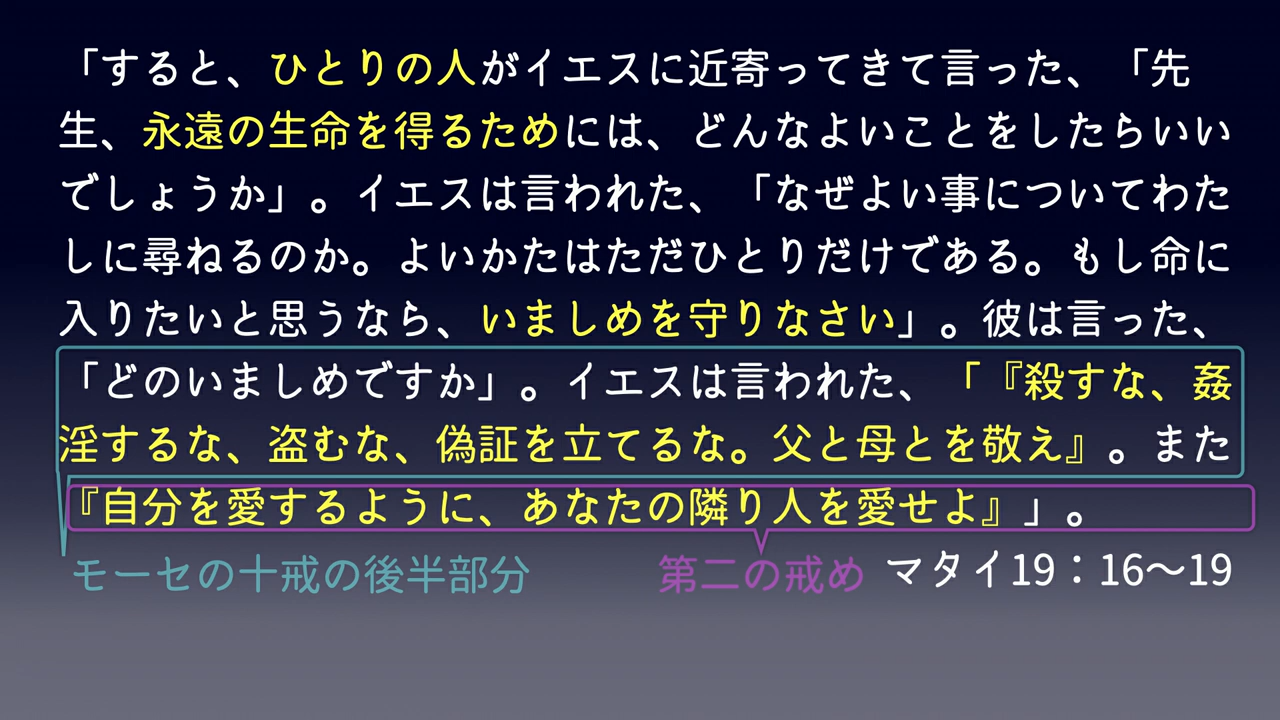 「すると、ひとりの人がイエスに近寄ってきて言った、「先
生、永遠の生命を得るためには、どんなよいことをしたらいい
でしょうか」。イエスは言われた、「なぜよい事についてわた
しに尋ねるのか。よいかたはただひとりだけである。もし命に
入りたいと思うなら、いましめを守りなさい」。彼は言った、
「どのいましめですか」。イエスは言われた、「『殺すな、姦
淫するな、盗むな、偽証を立てるな。父と母とを敬え』。また
『自分を愛するように、あなたの隣り人を愛せよ』」。
モーセの十戒の後半部分
第二の戒め
マタイ19：16〜19